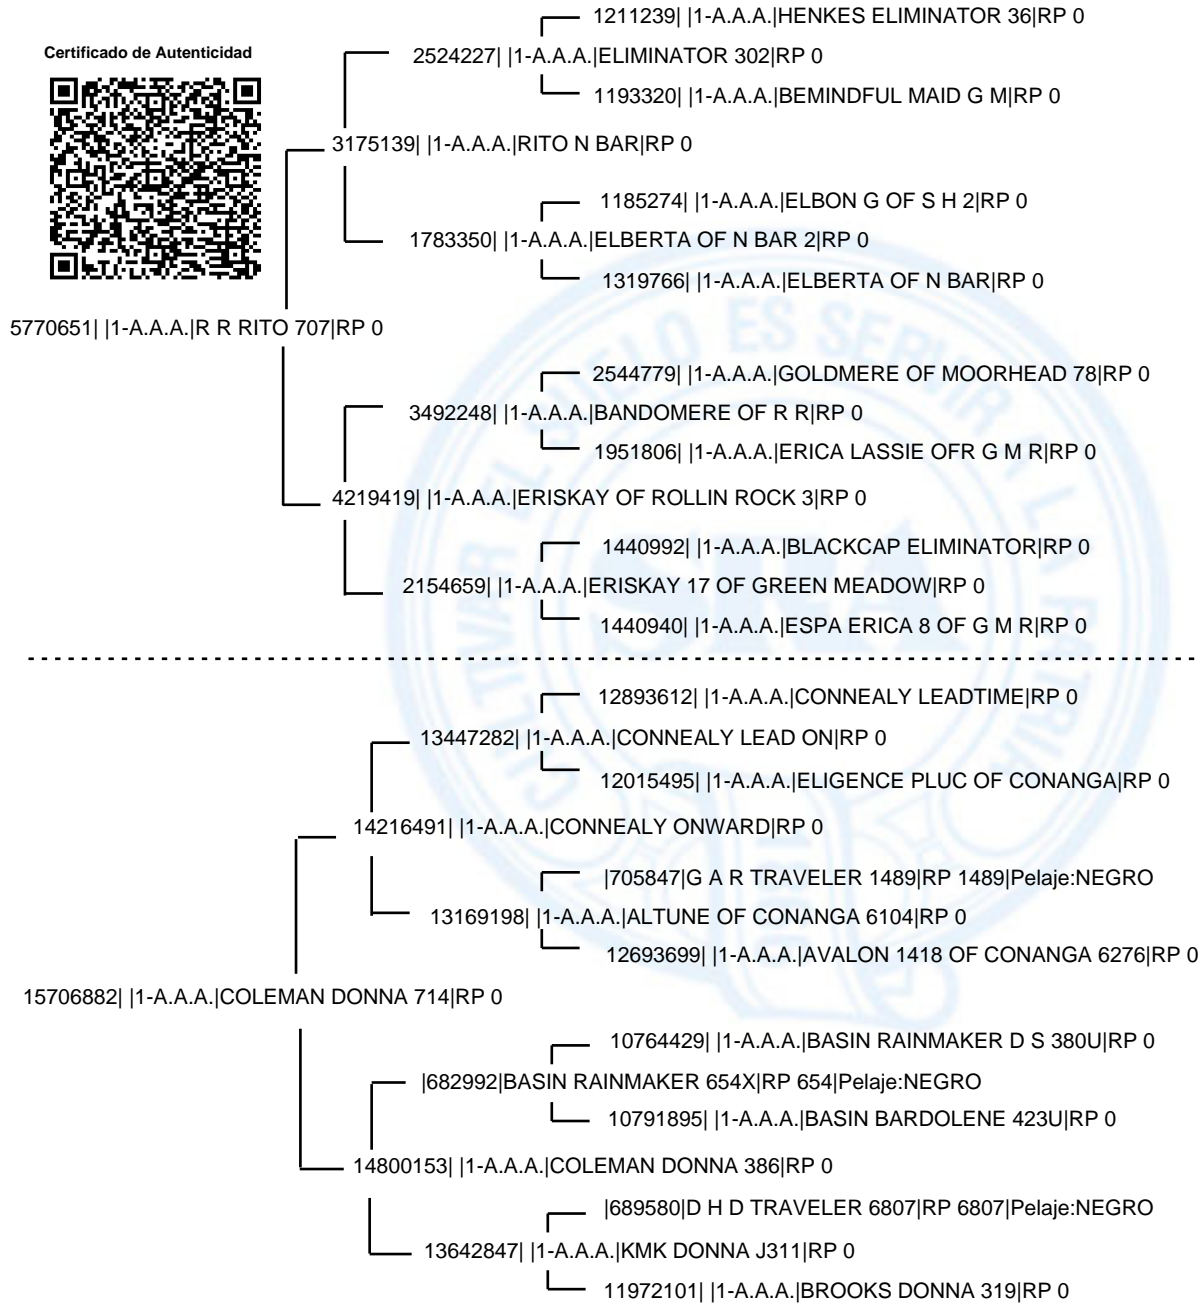 1211239| |1-A.A.A.|HENKES ELIMINATOR 36|RP 0
Certificado de Autenticidad
2524227| |1-A.A.A.|ELIMINATOR 302|RP 0
1193320| |1-A.A.A.|BEMINDFUL MAID G M|RP 0
3175139| |1-A.A.A.|RITO N BAR|RP 0
1185274| |1-A.A.A.|ELBON G OF S H 2|RP 0
1783350| |1-A.A.A.|ELBERTA OF N BAR 2|RP 0
1319766| |1-A.A.A.|ELBERTA OF N BAR|RP 0
5770651| |1-A.A.A.|R R RITO 707|RP 0
2544779| |1-A.A.A.|GOLDMERE OF MOORHEAD 78|RP 0
3492248| |1-A.A.A.|BANDOMERE OF R R|RP 0
1951806| |1-A.A.A.|ERICA LASSIE OFR G M R|RP 0
4219419| |1-A.A.A.|ERISKAY OF ROLLIN ROCK 3|RP 0
1440992| |1-A.A.A.|BLACKCAP ELIMINATOR|RP 0
2154659| |1-A.A.A.|ERISKAY 17 OF GREEN MEADOW|RP 0
1440940| |1-A.A.A.|ESPA ERICA 8 OF G M R|RP 0
12893612| |1-A.A.A.|CONNEALY LEADTIME|RP 0
13447282| |1-A.A.A.|CONNEALY LEAD ON|RP 0
12015495| |1-A.A.A.|ELIGENCE PLUC OF CONANGA|RP 0
14216491| |1-A.A.A.|CONNEALY ONWARD|RP 0
|705847|G A R TRAVELER 1489|RP 1489|Pelaje:NEGRO
13169198| |1-A.A.A.|ALTUNE OF CONANGA 6104|RP 0
12693699| |1-A.A.A.|AVALON 1418 OF CONANGA 6276|RP 0
15706882| |1-A.A.A.|COLEMAN DONNA 714|RP 0
10764429| |1-A.A.A.|BASIN RAINMAKER D S 380U|RP 0
|682992|BASIN RAINMAKER 654X|RP 654|Pelaje:NEGRO
10791895| |1-A.A.A.|BASIN BARDOLENE 423U|RP 0
14800153| |1-A.A.A.|COLEMAN DONNA 386|RP 0
|689580|D H D TRAVELER 6807|RP 6807|Pelaje:NEGRO
13642847| |1-A.A.A.|KMK DONNA J311|RP 0
11972101| |1-A.A.A.|BROOKS DONNA 319|RP 0
CULTIVAR EL SUELO ES SERVIR A LA PATRIA
SRA
1866